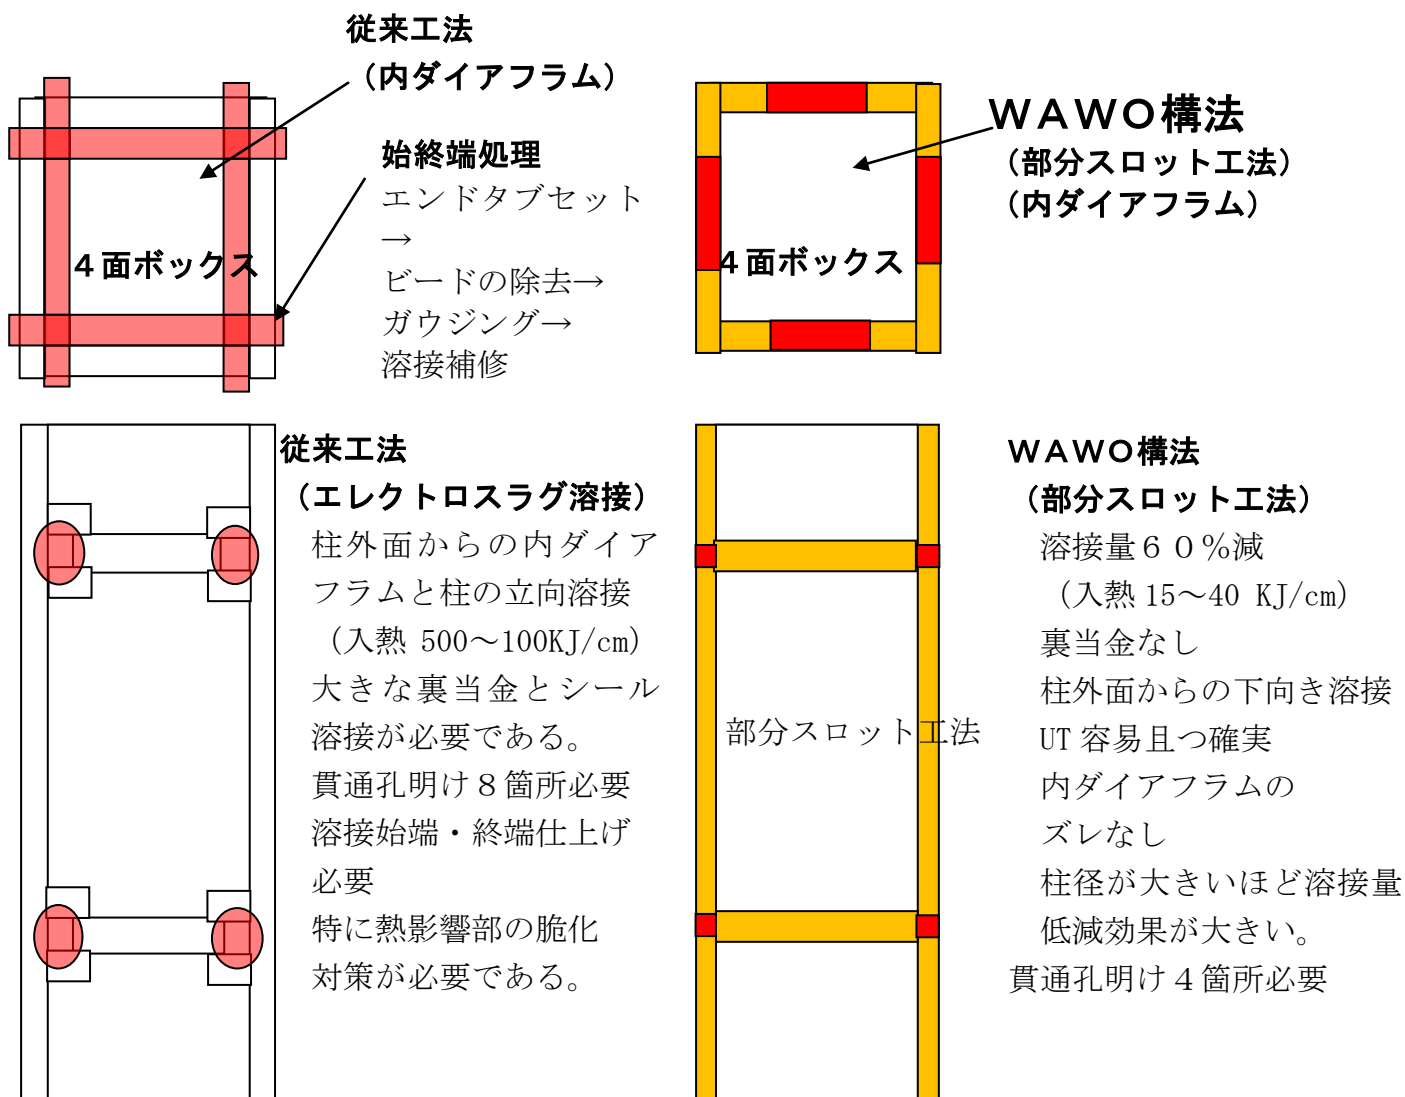 従来工法
（内ダイアフラム）
始終端処理
エンドタブセット
→
ビードの除去→
ガウジング→
溶接補修
４面ボックス
ＷＡＷＯ構法
（部分スロット工法）
（内ダイアフラム）
４面ボックス
従来工法
（エレクトロスラグ溶接）
柱外面からの内ダイア
フラムと柱の立向溶接
（入熱 500～100KJ/cm）
大きな裏当金とシール
溶接が必要である。
貫通孔明け８箇所必要
溶接始端・終端仕上げ
必要
特に熱影響部の脆化
対策が必要である。
部分スロット工法
ＷＡＷＯ構法
（部分スロット工法）
溶接量６０％減
（入熱 15～40 KJ/cm）
裏当金なし
柱外面からの下向き溶接
UT 容易且つ確実
内ダイアフラムの
ズレなし
柱径が大きいほど溶接量
低減効果が大きい。
貫通孔明け４箇所必要